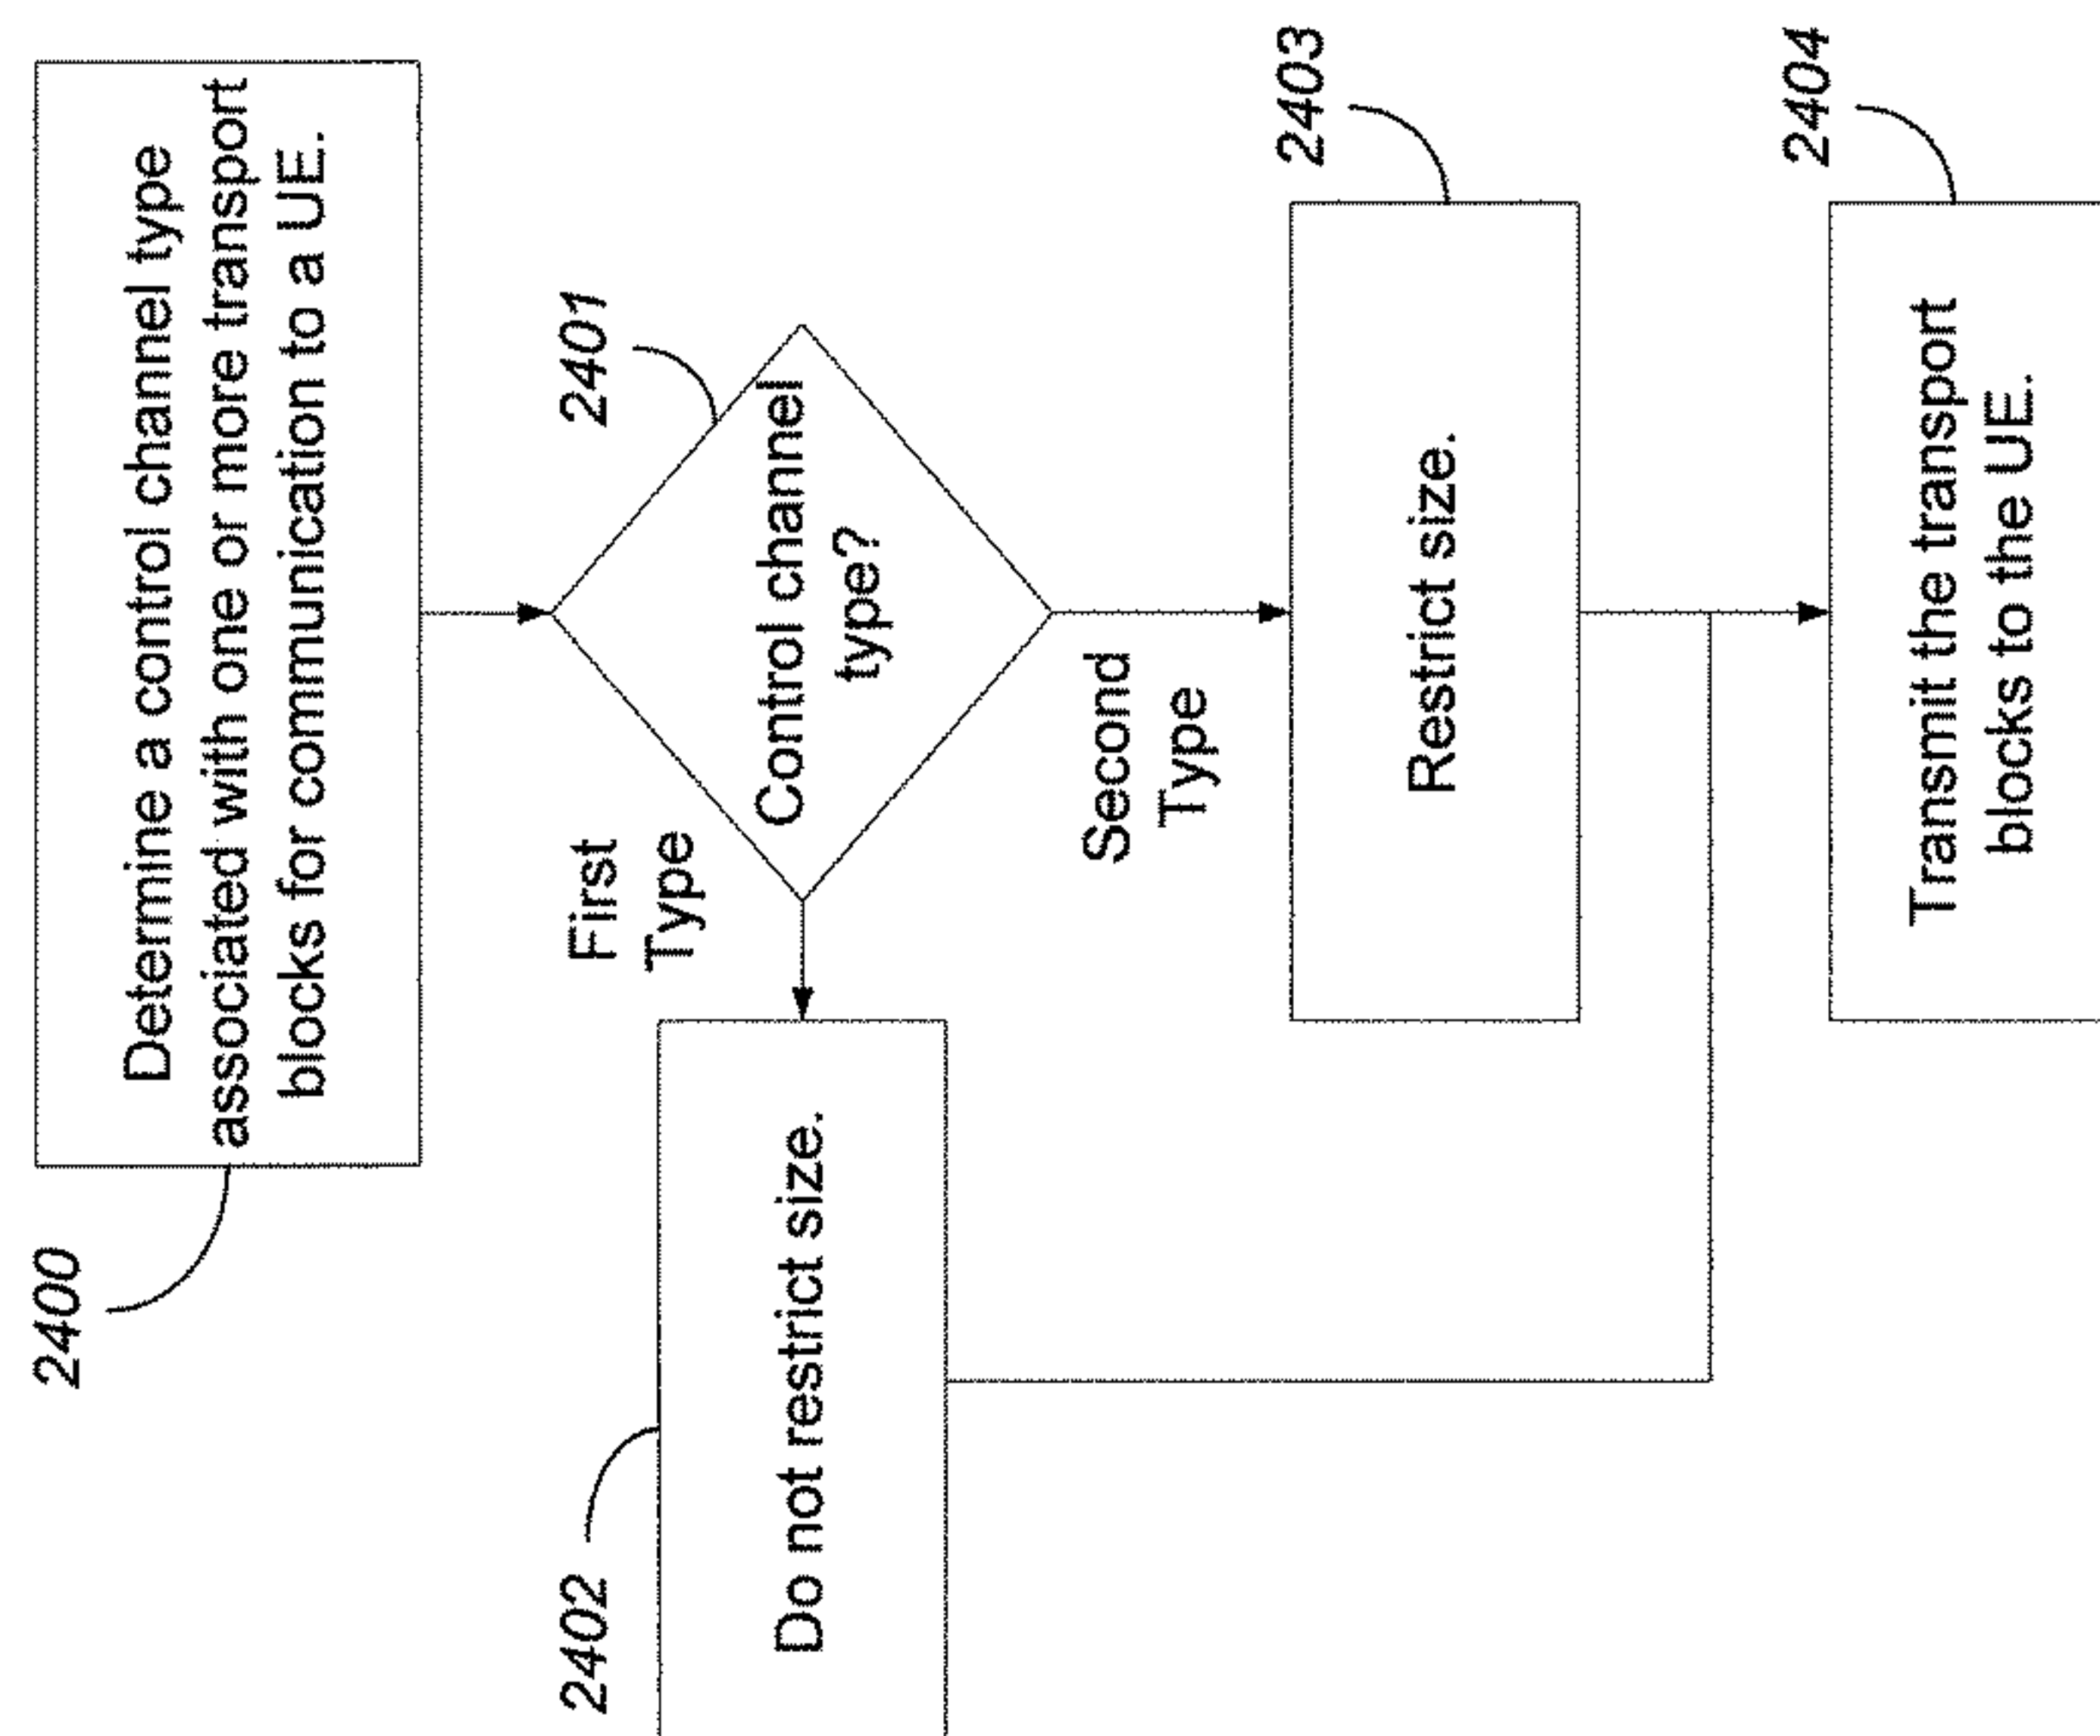 2400
Determine a control channel type
associated with one or more transport
blocks for communication to a UE.
2401
Control channel
type?
First
Type
2402
Do not restrict size.
Second
Type
2403
Restrict size.
2404
Transmit the transport
blocks to the UE.